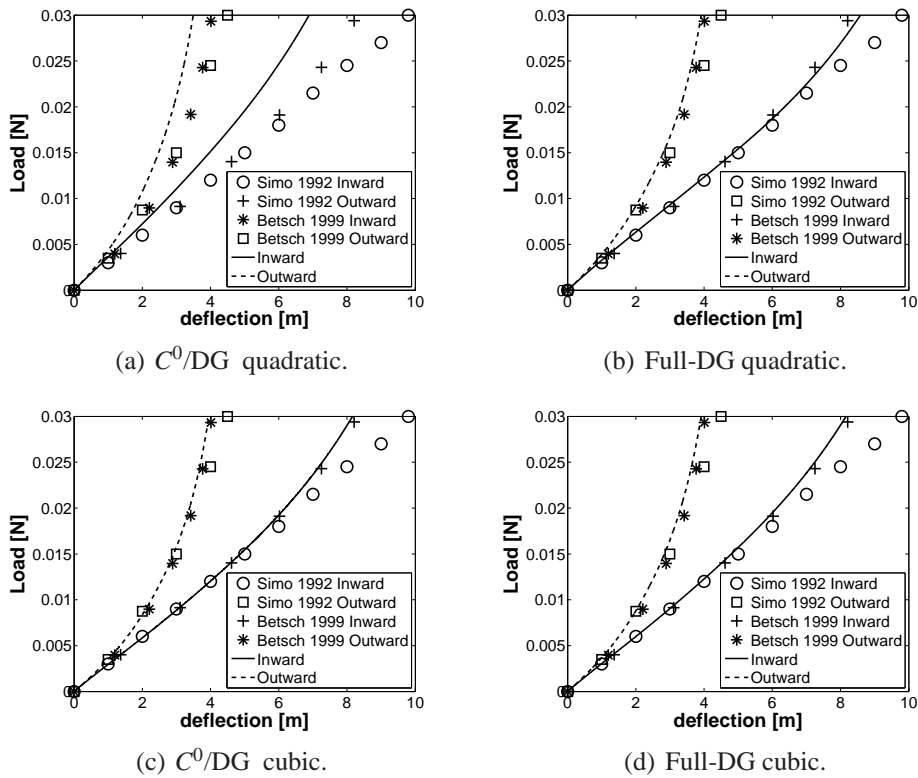 0.03
0.025
0.02
0.015
0.01
0.005
0
Load [N]
0 2 4 6 8 10
deflection [m]
Simo 1992 Inward
Simo 1992 Outward
Betsch 1999 Inward
Betsch 1999 Outward
Inward
Outward
(a) C⁰/DG quadratic.
0.03
0.025
0.02
0.015
0.01
0.005
0
Load [N]
0 2 4 6 8 10
deflection [m]
Simo 1992 Inward
Simo 1992 Outward
Betsch 1999 Inward
Betsch 1999 Outward
Inward
Outward
(b) Full-DG quadratic.
0.03
0.025
0.02
0.015
0.01
0.005
0
Load [N]
0 2 4 6 8 10
deflection [m]
Simo 1992 Inward
Simo 1992 Outward
Betsch 1999 Inward
Betsch 1999 Outward
Inward
Outward
(c) C⁰/DG cubic.
0.03
0.025
0.02
0.015
0.01
0.005
0
Load [N]
0 2 4 6 8 10
deflection [m]
Simo 1992 Inward
Simo 1992 Outward
Betsch 1999 Inward
Betsch 1999 Outward
Inward
Outward
(d) Full-DG cubic.